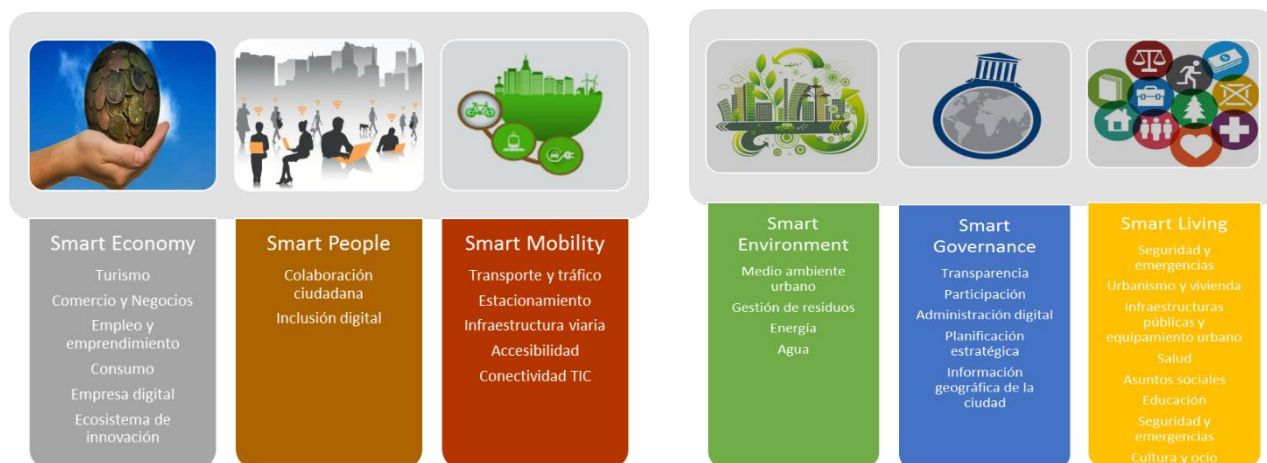 Smart Economy
Turismo
Comercio y Negocios
Empleo y
emprendimiento
Consumo
Empresa digital
Ecosistema de
innovación
Smart People
Colaboración
ciudadana
Inclusión digital
Smart Mobility
Transporte y tráfico
Estacionamiento
Infraestructura viaria
Accesibilidad
Conectividad TIC
Smart
Environment
Medio ambiente
urbano
Gestión de residuos
Energía
Agua
Smart
Governance
Transparencia
Participación
Administración digital
Planificación
estratégica
Información
geográfica de la
ciudad
Smart Living
Seguridad y
emergencias
Urbanismo y vivienda
Infraestructuras
públicas y
equipamiento urbano
Salud
Asuntos sociales
Educación
Seguridad y
emergencias
Cultura y ocio